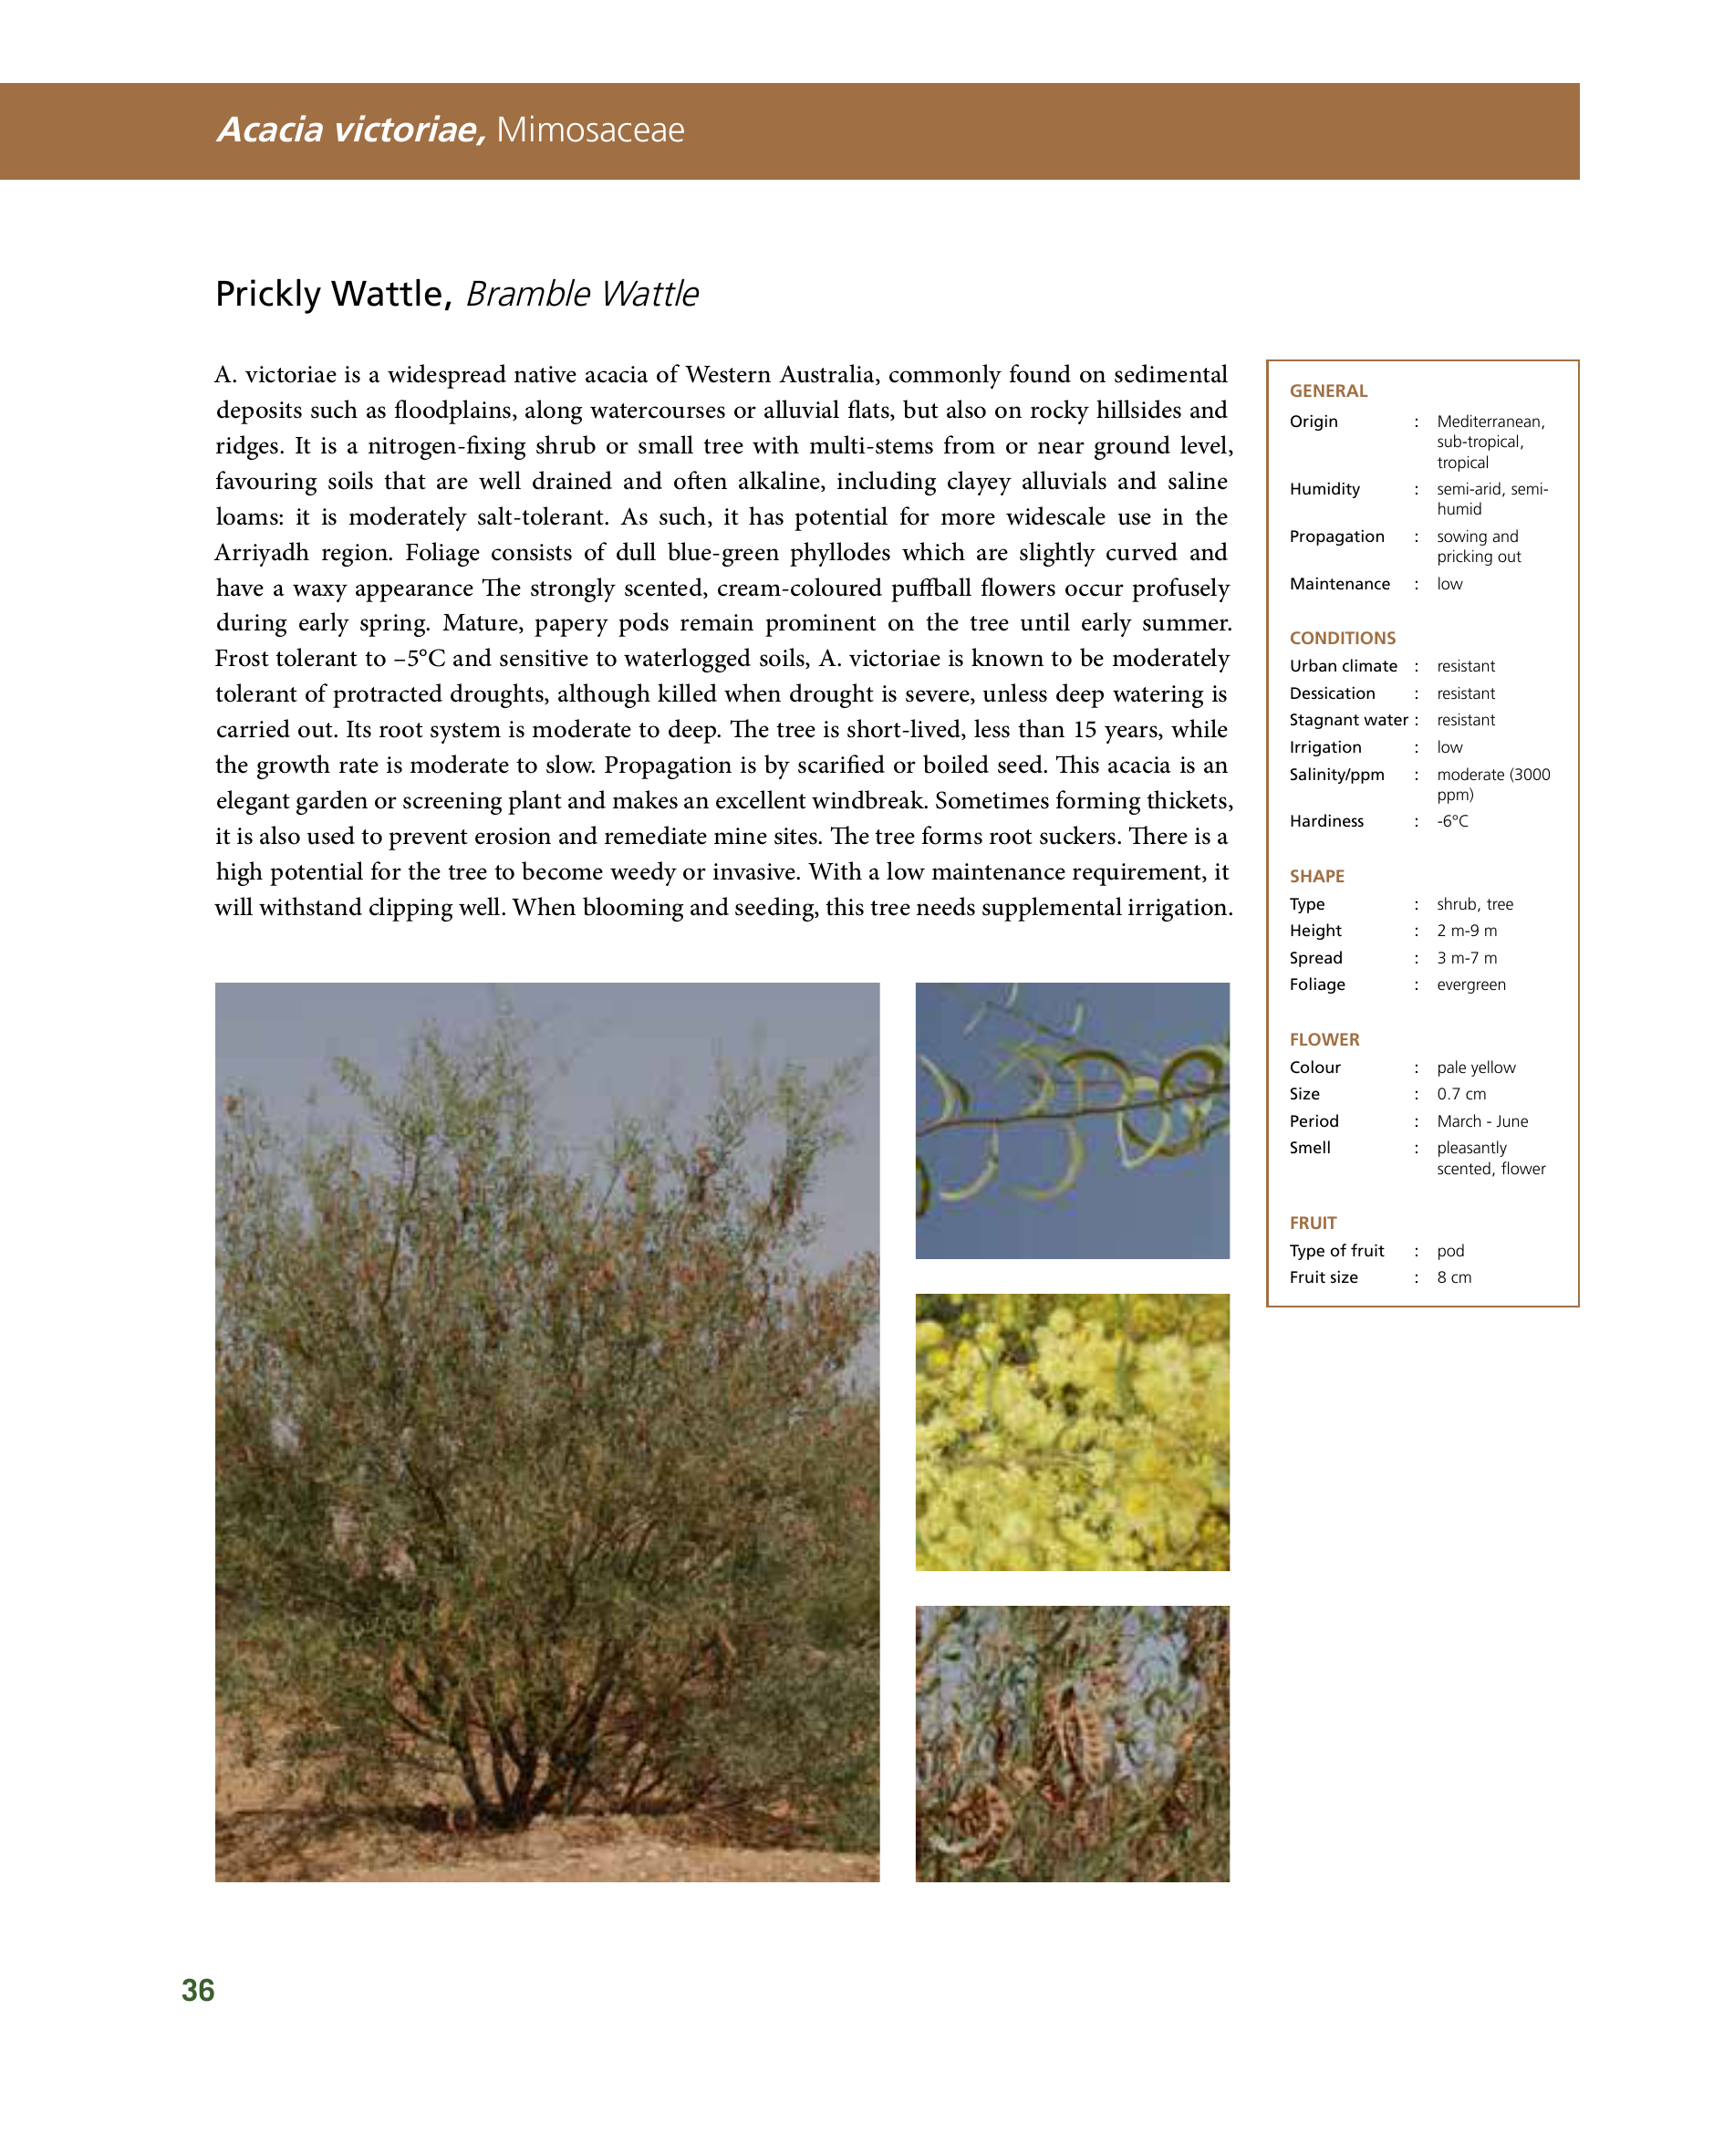 Acacia victoriae, Mimosaceae
Prickly Wattle, Bramble Wattle
A. victoriae is a widespread native acacia of Western Australia, commonly found on sedimental
deposits such as floodplains, along watercourses or alluvial flats, but also on rocky hillsides and
ridges. It is a nitrogen-fixing shrub or small tree with multi-stems from or near ground level,
favouring soils that are well drained and often alkaline, including clayey alluvials and saline
loams: it is moderately salt-tolerant. As such, it has potential for more widescale use in the
Arriyadh region. Foliage consists of dull blue-green phyllodes which are slightly curved and
have a waxy appearance The strongly scented, cream-coloured puffball flowers occur profusely
during early spring. Mature, papery pods remain prominent on the tree until early summer.
Frost tolerant to –5°C and sensitive to waterlogged soils, A. victoriae is known to be moderately
tolerant of protracted droughts, although killed when drought is severe, unless deep watering is
carried out. Its root system is moderate to deep. The tree is short-lived, less than 15 years, while
the growth rate is moderate to slow. Propagation is by scarified or boiled seed. This acacia is an
elegant garden or screening plant and makes an excellent windbreak. Sometimes forming thickets,
it is also used to prevent erosion and remediate mine sites. The tree forms root suckers. There is a
high potential for the tree to become weedy or invasive. With a low maintenance requirement, it
will withstand clipping well. When blooming and seeding, this tree needs supplemental irrigation.
GENERAL
Origin : Mediterranean,
sub-tropical,
tropical
Humidity : semi-arid, semi-
humid
Propagation : sowing and
pricking out
Maintenance : low
CONDITIONS
Urban climate : resistant
Dessication : resistant
Stagnant water : resistant
Irrigation : low
Salinity/ppm : moderate (3000
ppm)
Hardiness : -6°C
SHAPE
Type : shrub, tree
Height : 2 m-9 m
Spread : 3 m-7 m
Foliage : evergreen
FLOWER
Colour : pale yellow
Size : 0.7 cm
Period : March - June
Smell : pleasantly
scented, flower
FRUIT
Type of fruit : pod
Fruit size : 8 cm
36